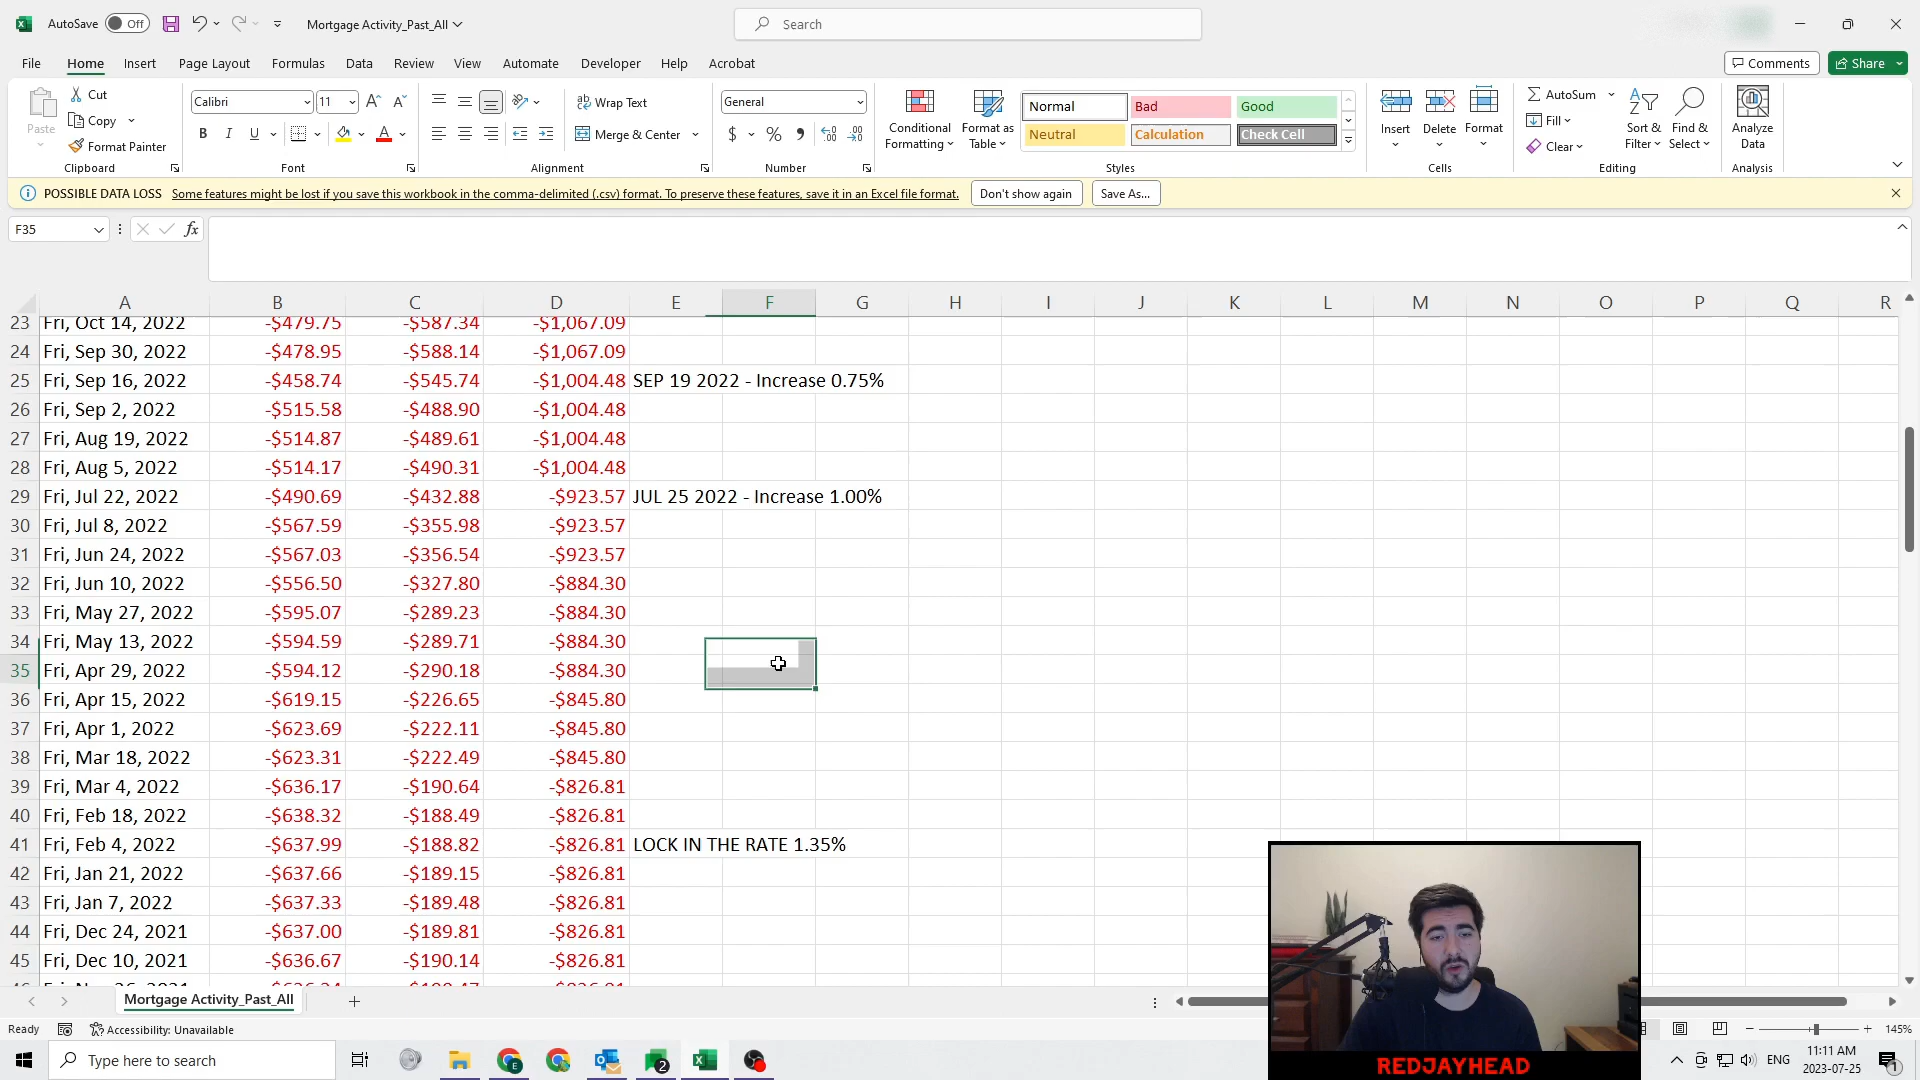 AutoSave Off Mortgage Activity_Past_All Search
File Home Insert Page Layout Formulas Data Review View Automate Developer Help Acrobat Comments Share
Paste Cut Copy Format Painter Clipboard
Calibri 11 B I U Font
Wrap Text Merge & Center Alignment
General $ % , Number
Conditional Formatting Format as Table Normal Bad Good Neutral Calculation Check Cell Styles
Insert Delete Format Cells
AutoSum Fill Clear Sort & Filter Find & Select Editing
Analyze Data Analysis
POSSIBLE DATA LOSS Some features might be lost if you save this workbook in the comma-delimited (.csv) format. To preserve these features, save it in an Excel file format. Don't show again Save As...
F35 fx
A B C D E F G H I J K L M N O P Q R
23 Fri, Oct 14, 2022 -$479.75 -$587.34 -$1,067.09
24 Fri, Sep 30, 2022 -$478.95 -$588.14 -$1,067.09
25 Fri, Sep 16, 2022 -$458.74 -$545.74 -$1,004.48 SEP 19 2022 - Increase 0.75%
26 Fri, Sep 2, 2022 -$515.58 -$488.90 -$1,004.48
27 Fri, Aug 19, 2022 -$514.87 -$489.61 -$1,004.48
28 Fri, Aug 5, 2022 -$514.17 -$490.31 -$1,004.48
29 Fri, Jul 22, 2022 -$490.69 -$432.88 -$923.57 JUL 25 2022 - Increase 1.00%
30 Fri, Jul 8, 2022 -$567.59 -$355.98 -$923.57
31 Fri, Jun 24, 2022 -$567.03 -$356.54 -$923.57
32 Fri, Jun 10, 2022 -$556.50 -$327.80 -$884.30
33 Fri, May 27, 2022 -$595.07 -$289.23 -$884.30
34 Fri, May 13, 2022 -$594.59 -$289.71 -$884.30
35 Fri, Apr 29, 2022 -$594.12 -$290.18 -$884.30
36 Fri, Apr 15, 2022 -$619.15 -$226.65 -$845.80
37 Fri, Apr 1, 2022 -$623.69 -$222.11 -$845.80
38 Fri, Mar 18, 2022 -$623.31 -$222.49 -$845.80
39 Fri, Mar 4, 2022 -$636.17 -$190.64 -$826.81
40 Fri, Feb 18, 2022 -$638.32 -$188.49 -$826.81
41 Fri, Feb 4, 2022 -$637.99 -$188.82 -$826.81 LOCK IN THE RATE 1.35%
42 Fri, Jan 21, 2022 -$637.66 -$189.15 -$826.81
43 Fri, Jan 7, 2022 -$637.33 -$189.48 -$826.81
44 Fri, Dec 24, 2021 -$637.00 -$189.81 -$826.81
45 Fri, Dec 10, 2021 -$636.67 -$190.14 -$826.81
Mortgage Activity_Past_All
Ready Accessibility: Unavailable 145%
Type here to search E 2 ENG 11:11 AM
2023-07-25 1
REDJAYHEAD